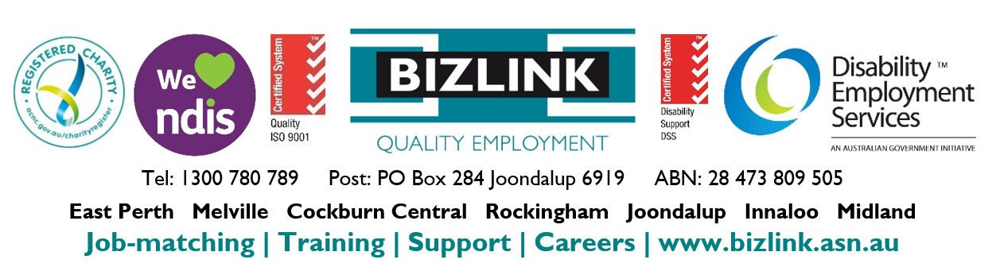 REGISTERED CHARITY
acnc.gov.au/charityregister
We
ndis
Certified System
TM
Quality
ISO 9001
BIZLINK
QUALITY EMPLOYMENT
Certified System
TM
Disability
Support
DSS
Disability TM
Employment
Services
AN AUSTRALIAN GOVERNMENT INITIATIVE
Tel: 1300 780 789 Post: PO Box 284 Joondalup 6919 ABN: 28 473 809 505
East Perth Melville Cockburn Central Rockingham Joondalup Innaloo Midland
Job-matching | Training | Support | Careers | www.bizlink.asn.au